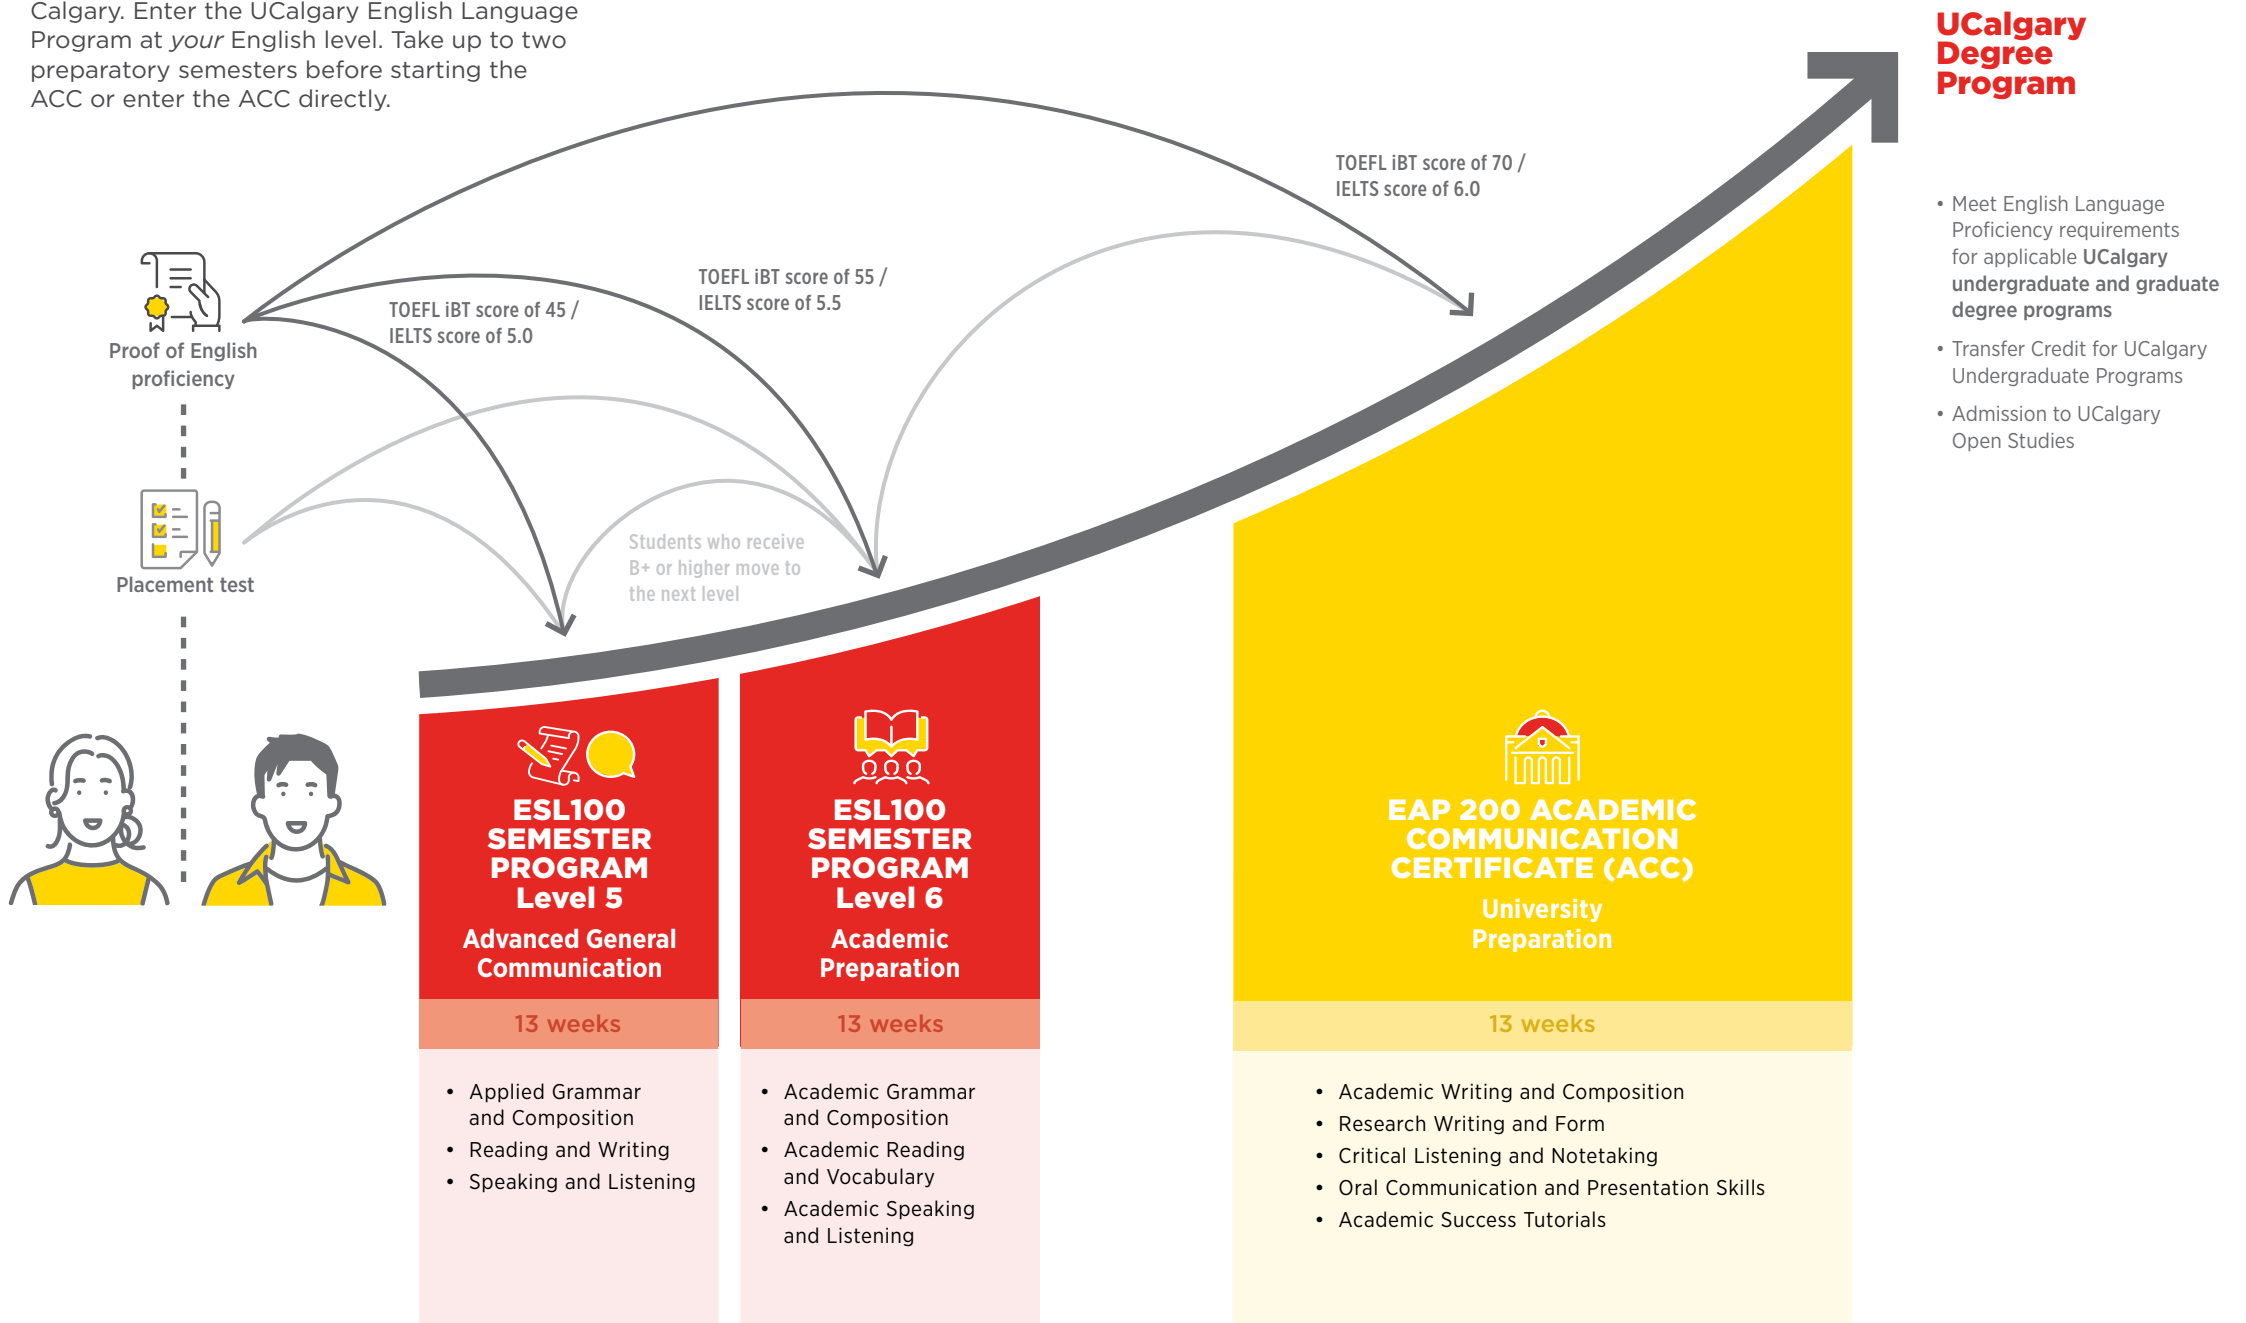 Calgary. Enter the UCalgary English Language
Program at your English level. Take up to two
preparatory semesters before starting the
ACC or enter the ACC directly.
UCalgary
Degree
Program
TOEFL iBT score of 70 /
IELTS score of 6.0
• Meet English Language
Proficiency requirements
for applicable UCalgary
undergraduate and graduate
degree programs
• Transfer Credit for UCalgary
Undergraduate Programs
• Admission to UCalgary
Open Studies
TOEFL iBT score of 55 /
IELTS score of 5.5
TOEFL iBT score of 45 /
IELTS score of 5.0
Proof of English
proficiency
Placement test
Students who receive
B+ or higher move to
the next level
ESL100
SEMESTER
PROGRAM
Level 5
Advanced General
Communication
13 weeks
• Applied Grammar
and Composition
• Reading and Writing
• Speaking and Listening
ESL100
SEMESTER
PROGRAM
Level 6
Academic
Preparation
13 weeks
• Academic Grammar
and Composition
• Academic Reading
and Vocabulary
• Academic Speaking
and Listening
EAP 200 ACADEMIC
COMMUNICATION
CERTIFICATE (ACC)
University
Preparation
13 weeks
• Academic Writing and Composition
• Research Writing and Form
• Critical Listening and Notetaking
• Oral Communication and Presentation Skills
• Academic Success Tutorials